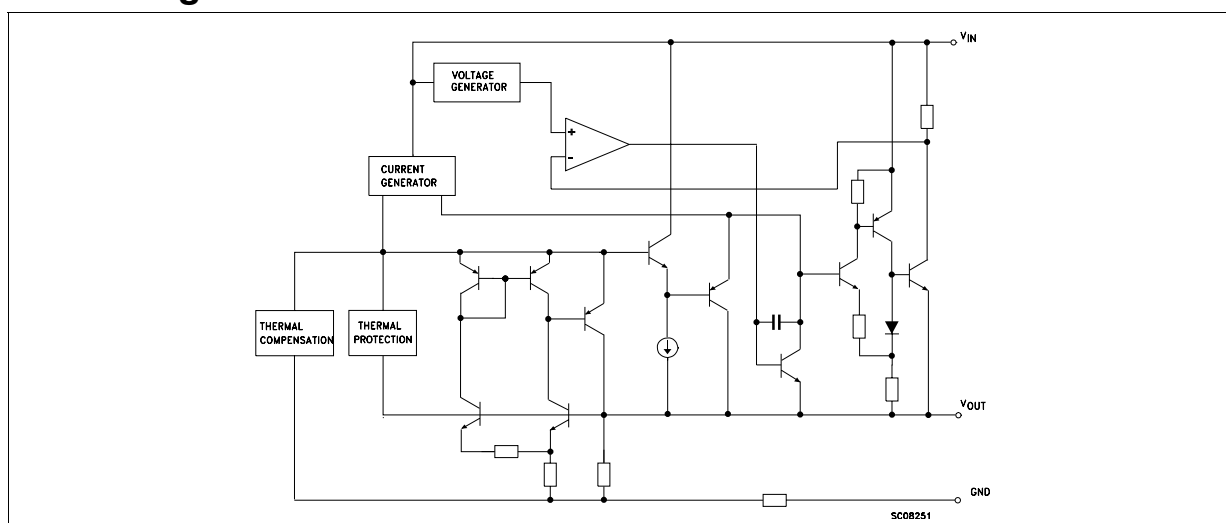 VIN
VOLTAGE
GENERATOR
+
-
CURRENT
GENERATOR
THERMAL
COMPENSATION
THERMAL
PROTECTION
VOUT
GND
SC08251